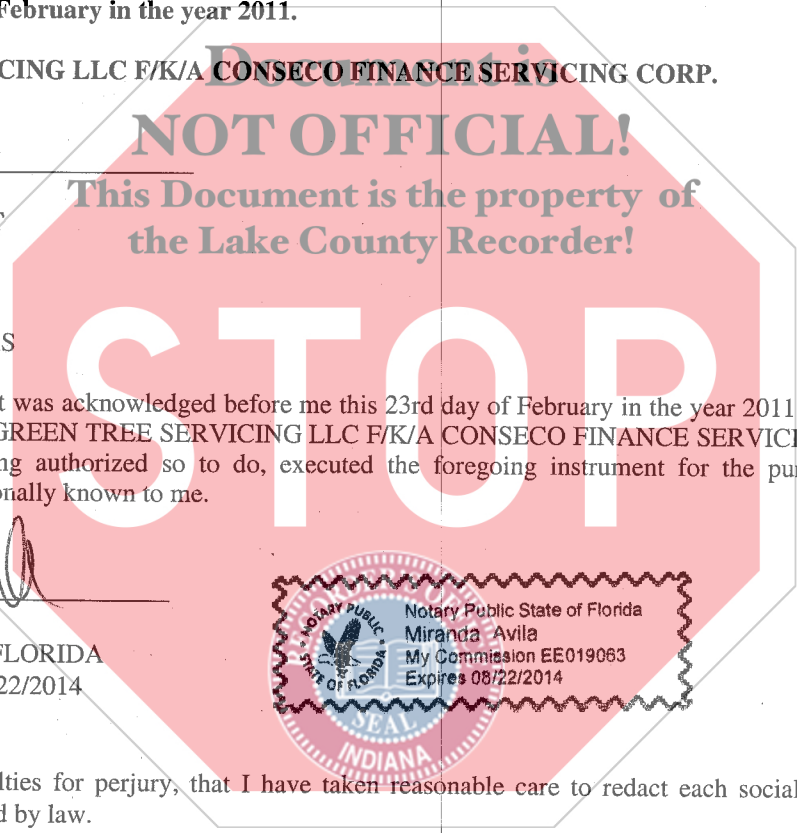 February in the year 2011.
CING LLC F/K/A CONSECO FINANCE SERVICING CORP.
Document is
NOT OFFICIAL!
This Document is the property of
the Lake County Recorder!
STOP
S
t was acknowledged before me this 23rd day of February in the year 2011
GREEN TREE SERVICING LLC F/K/A CONSECO FINANCE SERVICI
ng authorized so to do, executed the foregoing instrument for the pur
onally known to me.
NOTARY PUBLIC
STATE OF FLORIDA
Notary Public State of Florida
Miranda Avila
My Commission EE019063
Expires 08/22/2014
SEAL
INDIANA
FLORIDA
22/2014
lties for perjury, that I have taken reasonable care to redact each social
d by law.